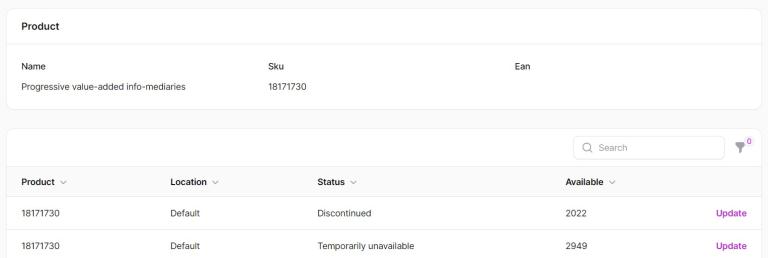 Product
Name Sku Ean
Progressive value-added info-mediaries 18171730
Search 0
Product Location Status Available
18171730 Default Discontinued 2022 Update
18171730 Default Temporarily unavailable 2949 Update